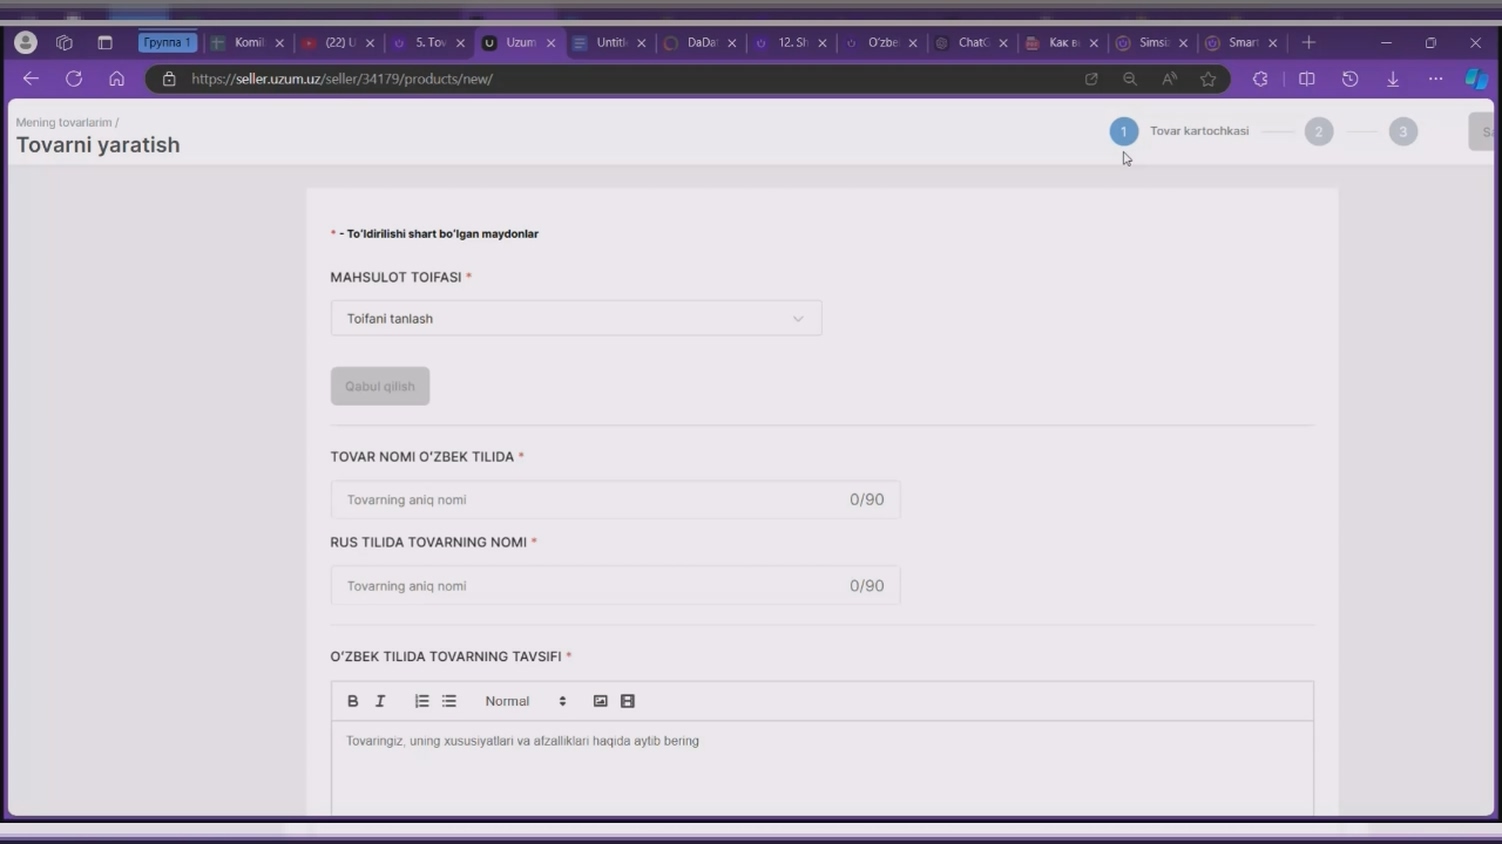 Группа 1
Komil
(22) U
5. Tov
Uzum
Untitl
DaDa
12. Sh
O'zbe
ChatG
Как в
Simsi
Smar
https://seller.uzum.uz/seller/34179/products/new/
Mening tovarlarim /
Tovarni yaratish
1 Tovar kartochkasi 2 3
* - To'ldirilishi shart bo'lgan maydonlar
MAHSULOT TOIFASI *
Toifani tanlash
Qabul qilish
TOVAR NOMI O'ZBEK TILIDA *
Tovarning aniq nomi 0/90
RUS TILIDA TOVARNING NOMI *
Tovarning aniq nomi 0/90
O'ZBEK TILIDA TOVARNING TAVSIFI *
B I Normal
Tovaringiz, uning xususiyatlari va afzalliklari haqida aytib bering